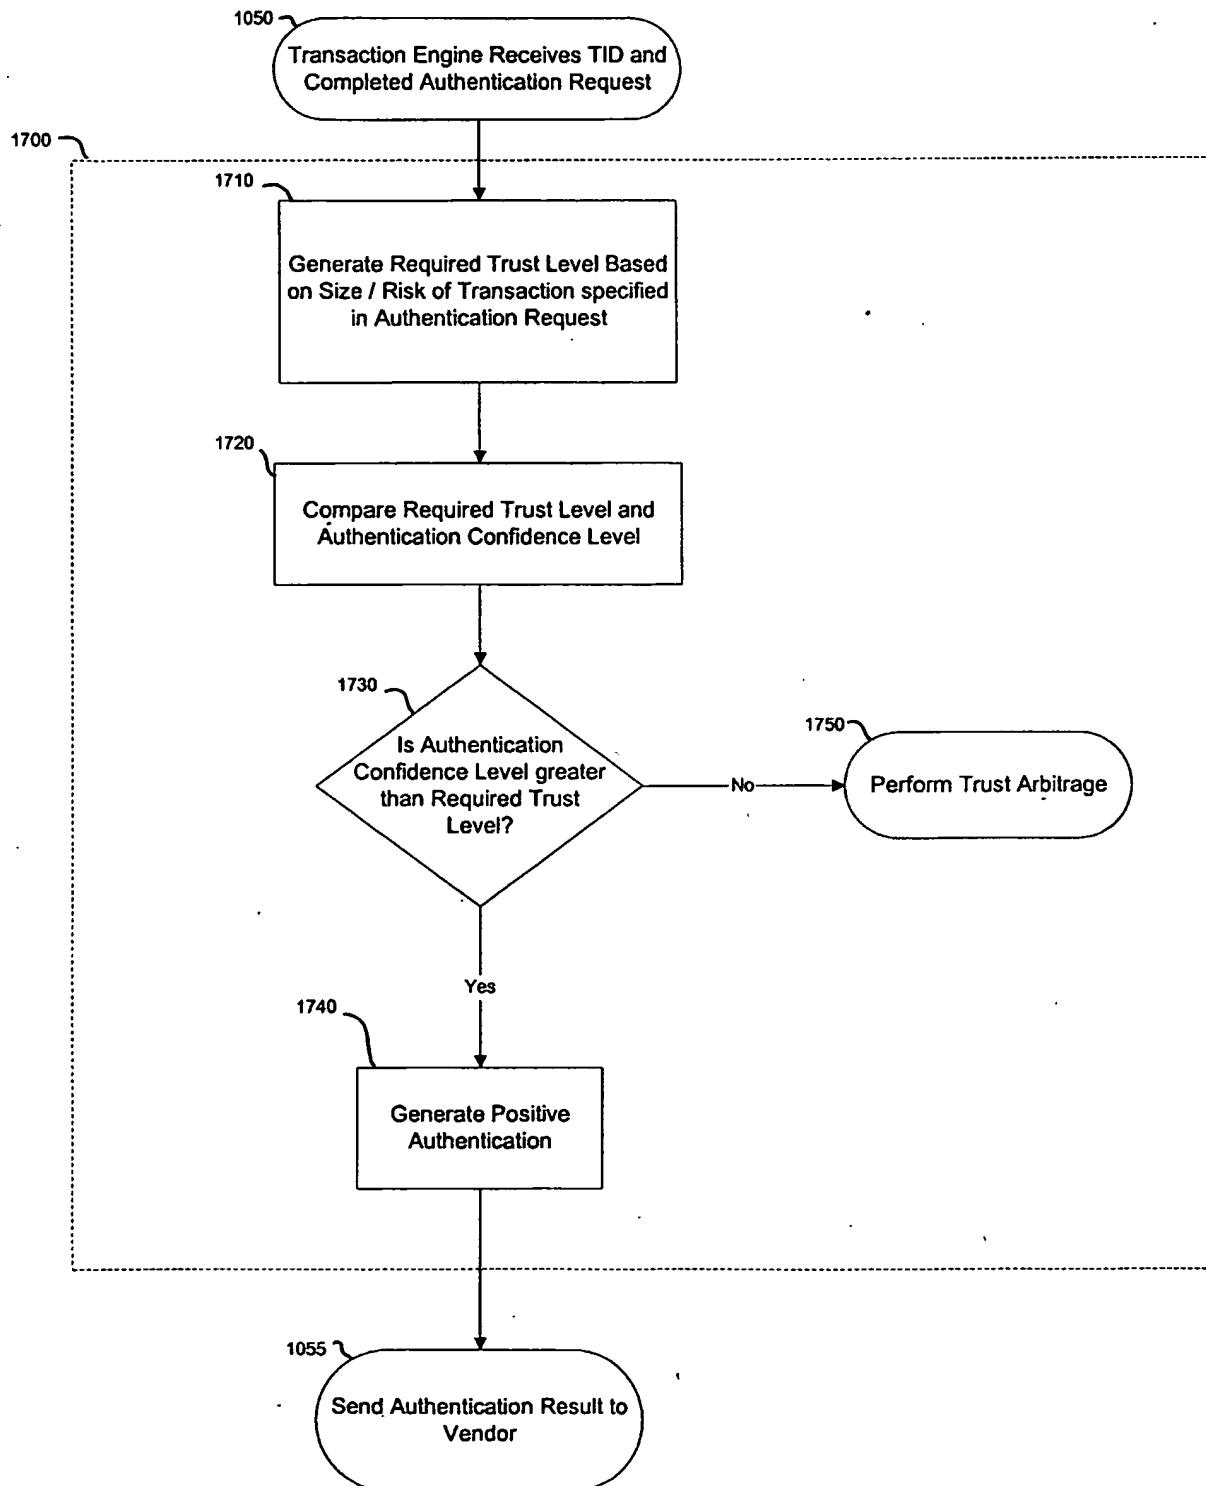 1050
Transaction Engine Receives TID and
Completed Authentication Request
1700
1710
Generate Required Trust Level Based
on Size / Risk of Transaction specified
in Authentication Request
1720
Compare Required Trust Level and
Authentication Confidence Level
1730
Is Authentication
Confidence Level greater
than Required Trust
Level?
No
1750
Perform Trust Arbitrage
Yes
1740
Generate Positive
Authentication
1055
Send Authentication Result to
Vendor